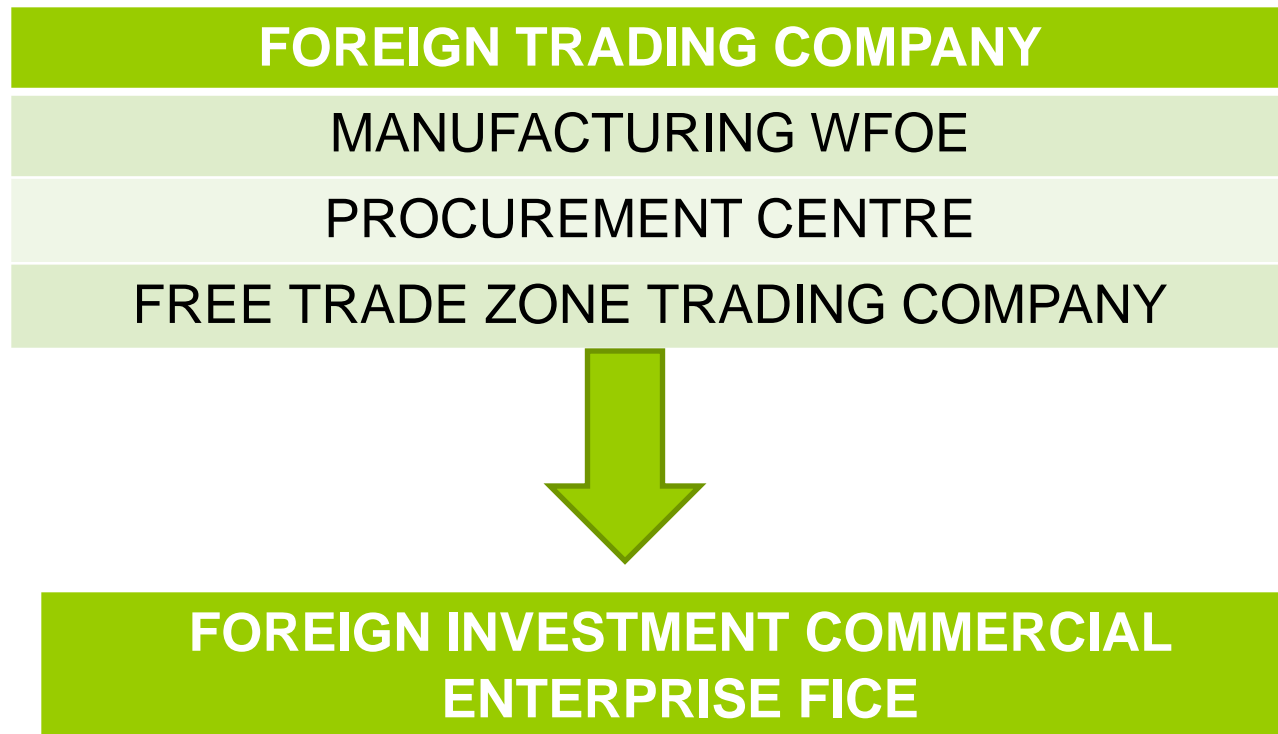 FOREIGN TRADING COMPANY
MANUFACTURING WFOE
PROCUREMENT CENTRE
FREE TRADE ZONE TRADING COMPANY
FOREIGN INVESTMENT COMMERCIAL
ENTERPRISE FICE